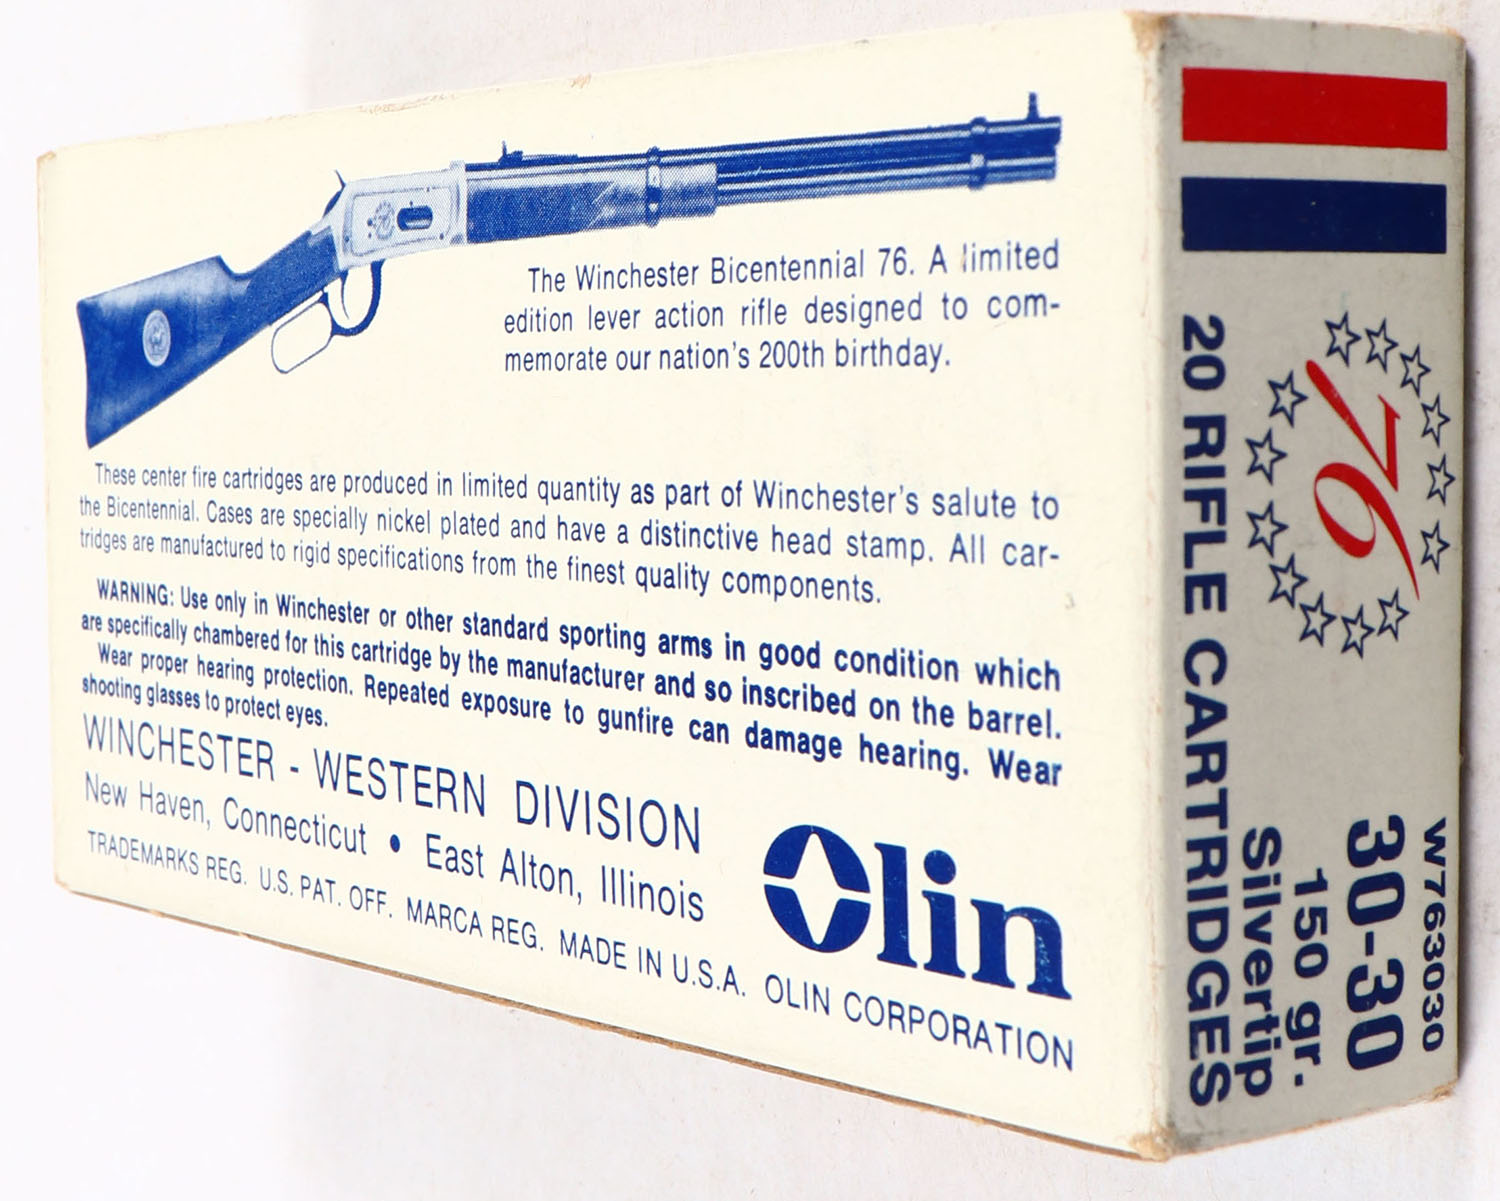 The Winchester Bicentennial 76. A limited
edition lever action rifle designed to com-
memorate our nation's 200th birthday.
These center fire cartridges are produced in limited quantity as part of Winchester's salute to
the Bicentennial. Cases are specially nickel plated and have a distinctive head stamp. All car-
tridges are manufactured to rigid specifications from the finest quality components.
WARNING: Use only in Winchester or other standard sporting arms in good condition which
are specifically chambered for this cartridge by the manufacturer and so inscribed on the barrel.
Wear proper hearing protection. Repeated exposure to gunfire can damage hearing. Wear
shooting glasses to protect eyes.
WINCHESTER - WESTERN DIVISION
New Haven, Connecticut • East Alton, Illinois
Olin
TRADEMARKS REG. U.S. PAT. OFF. MARCA REG. MADE IN U.S.A. OLIN CORPORATION
76
W763030
30-30
150 gr.
Silvertip
20 RIFLE CARTRIDGES